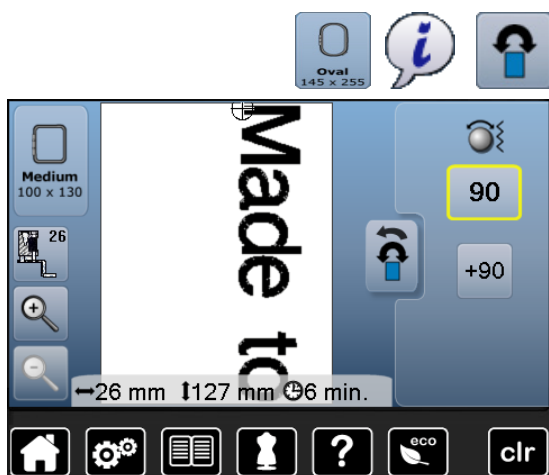 Oval
145 x 255
i
Medium
100 x 130
26
Made to
90
+90
26 mm 127 mm 6 min.
?
eco
clr